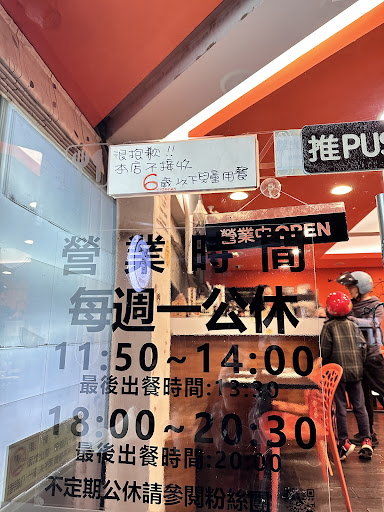 很抱歉!!
本店不接收
6歲以下兒童用餐
推PUS
營業中OPEN
營業時間
每週一公休
11:50~14:00
最後出餐時間:13:30
18:00~20:30
最後出餐時間:20:00
不定期公休請參閱粉絲團